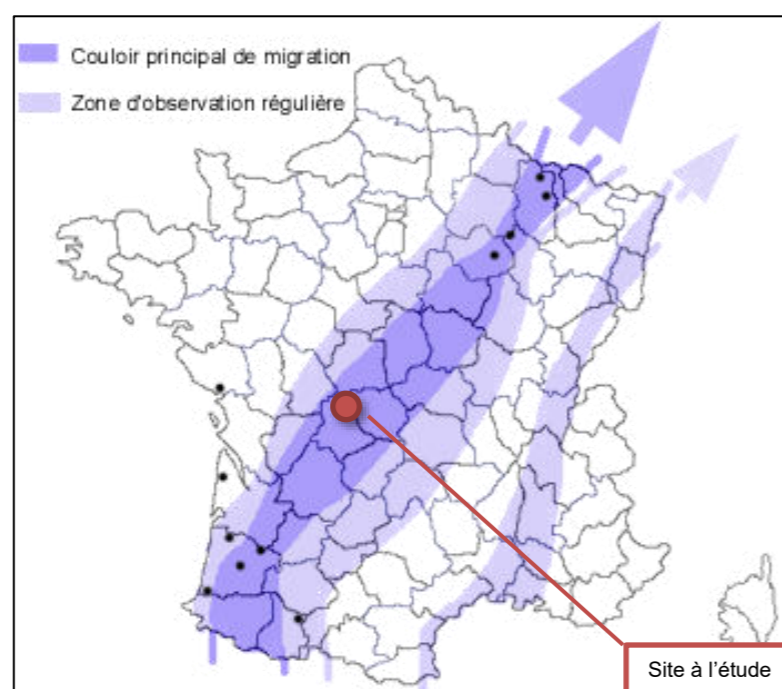 Couloir principal de migration
Zone d'observation régulière
Site à l'étude